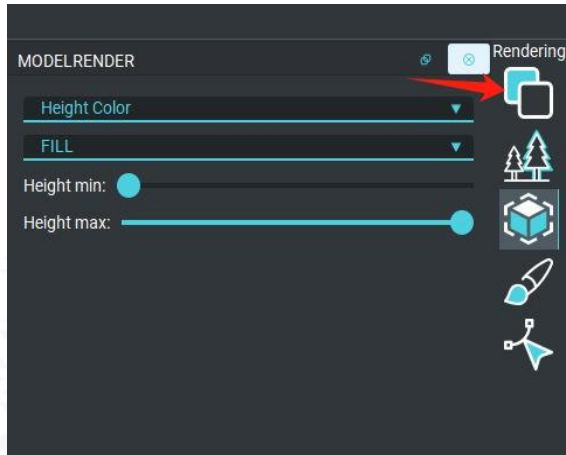 MODELRENDER
Rendering
Height Color
FILL
Height min:
Height max: